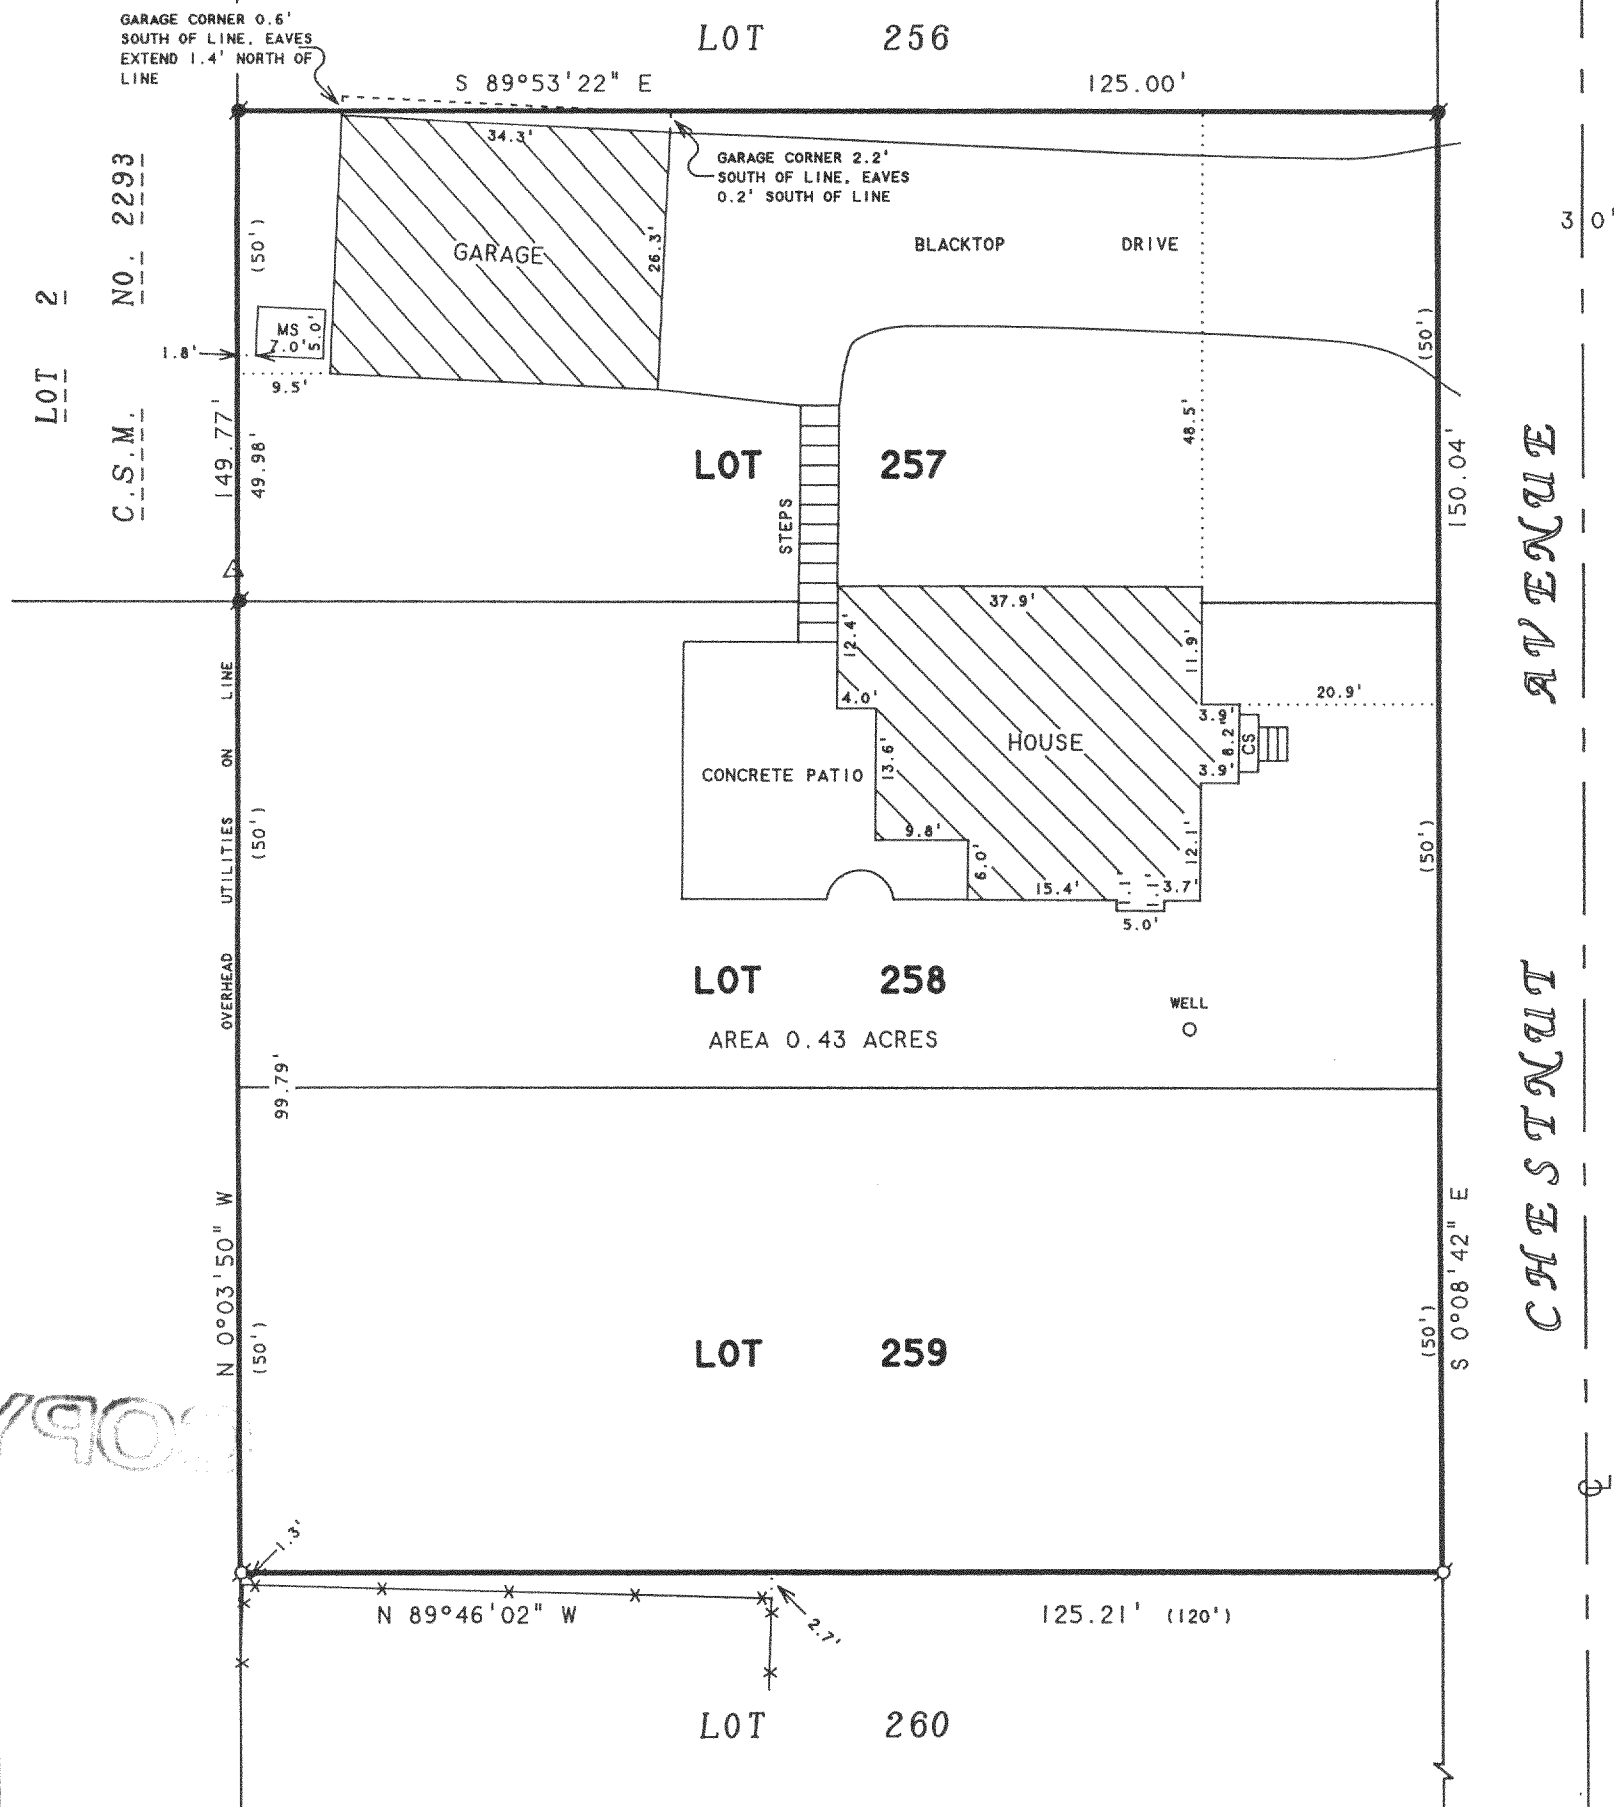 GARAGE CORNER 0.6'
SOUTH OF LINE, EAVES
EXTEND 1.4' NORTH OF
LINE
LOT 256
S 89°53'22" E 125.00'
34.3'
GARAGE CORNER 2.2'
SOUTH OF LINE, EAVES
0.2' SOUTH OF LINE
LOT 2
C.S.M. NO. 2293
(50')
GARAGE
26.3'
BLACKTOP DRIVE
30'
MS
7.0'
5.0'
1.8'
9.5'
(50')
149.77'
49.98'
48.5'
150.04'
LOT 257
STEPS
37.9'
12.4'
11.9'
4.0'
20.9'
3.9'
8.2'
CS
3.9'
HOUSE
13.6'
CONCRETE PATIO
9.8'
6.0'
12.1'
15.4'
1.1'
1.1'
3.7'
5.0'
OVERHEAD UTILITIES ON LINE
(50')
(50')
LOT 258
AREA 0.43 ACRES
WELL
99.79'
CHESTNUT AVENUE
N 0°03'50" W
(50')
LOT 259
(50')
S 0°08'42" E
COPY
1.3'
N 89°46'02" W 125.21' (120')
2.7'
LOT 260